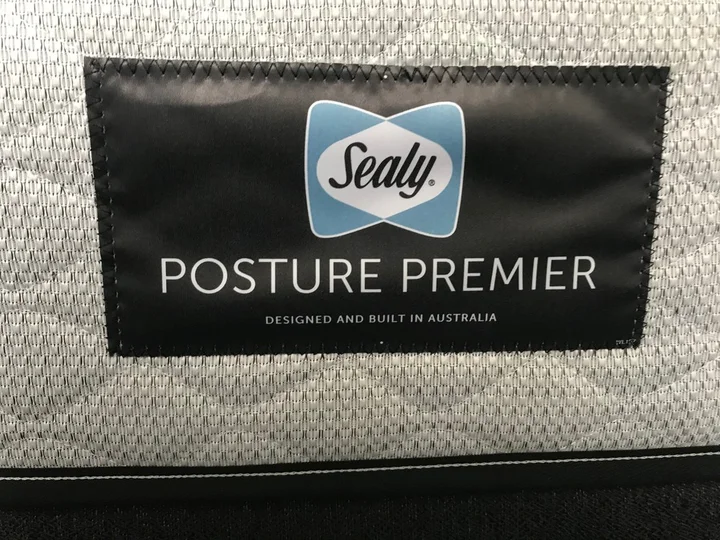 Sealy®
POSTURE PREMIER
DESIGNED AND BUILT IN AUSTRALIA